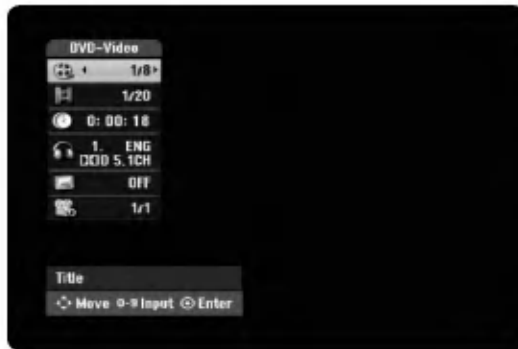 DVD-Video
1/8
1/20
0: 00: 18
1. ENG
D 5.1CH
OFF
1/1
Title
Move 0-9 Input Enter